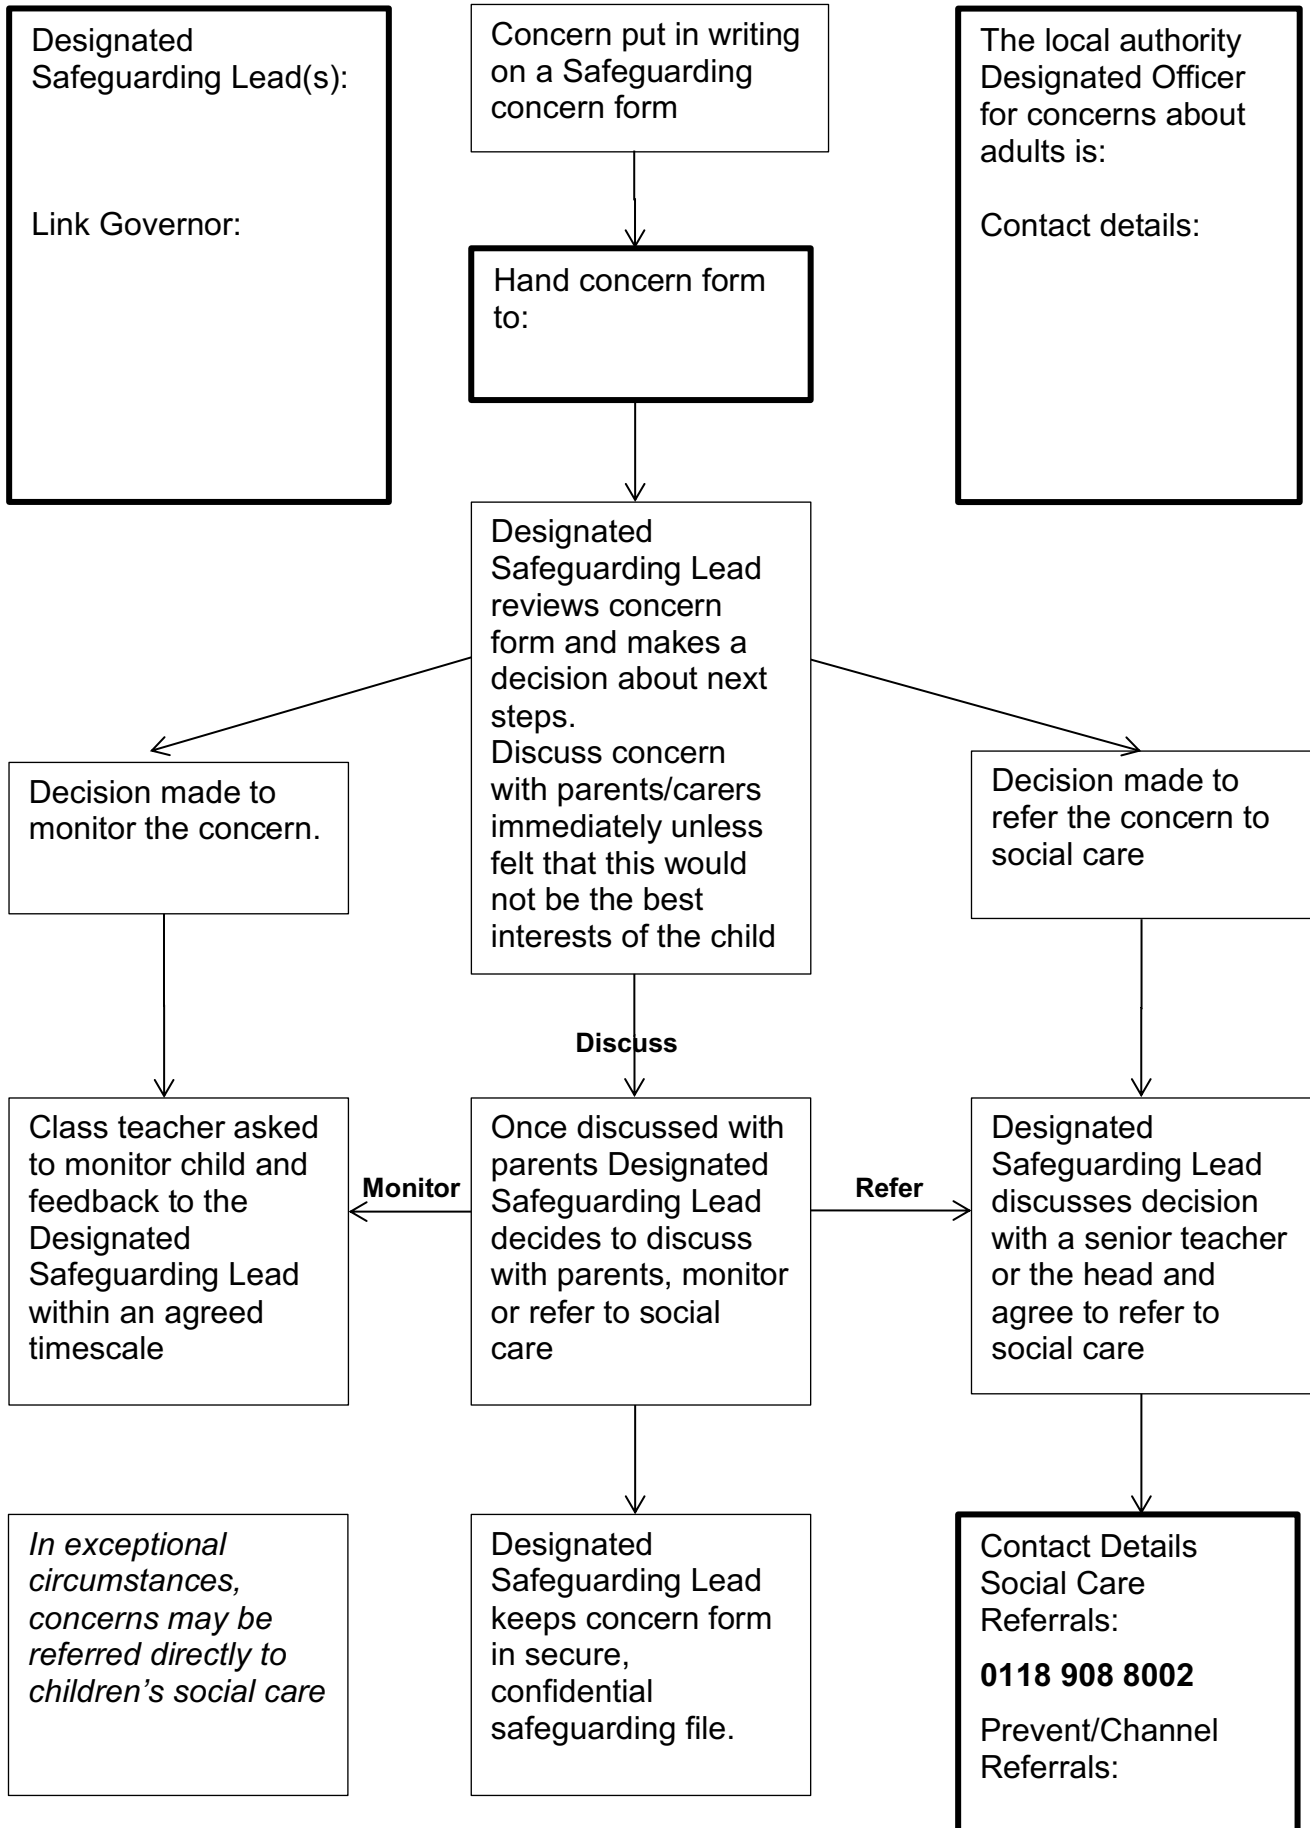 Designated
Safeguarding Lead(s):
Link Governor:
Concern put in writing
on a Safeguarding
concern form
The local authority
Designated Officer
for concerns about
adults is:
Contact details:
Hand concern form
to:
Designated
Safeguarding Lead
reviews concern
form and makes a
decision about next
steps.
Discuss concern
with parents/carers
immediately unless
felt that this would
not be the best
interests of the child
Decision made to
monitor the concern.
Decision made to
refer the concern to
social care
Discuss
Class teacher asked
to monitor child and
feedback to the
Designated
Safeguarding Lead
within an agreed
timescale
Monitor
Once discussed with
parents Designated
Safeguarding Lead
decides to discuss
with parents, monitor
or refer to social
care
Refer
Designated
Safeguarding Lead
discusses decision
with a senior teacher
or the head and
agree to refer to
social care
In exceptional
circumstances,
concerns may be
referred directly to
children’s social care
Designated
Safeguarding Lead
keeps concern form
in secure,
confidential
safeguarding file.
Contact Details
Social Care
Referrals:
0118 908 8002
Prevent/Channel
Referrals: